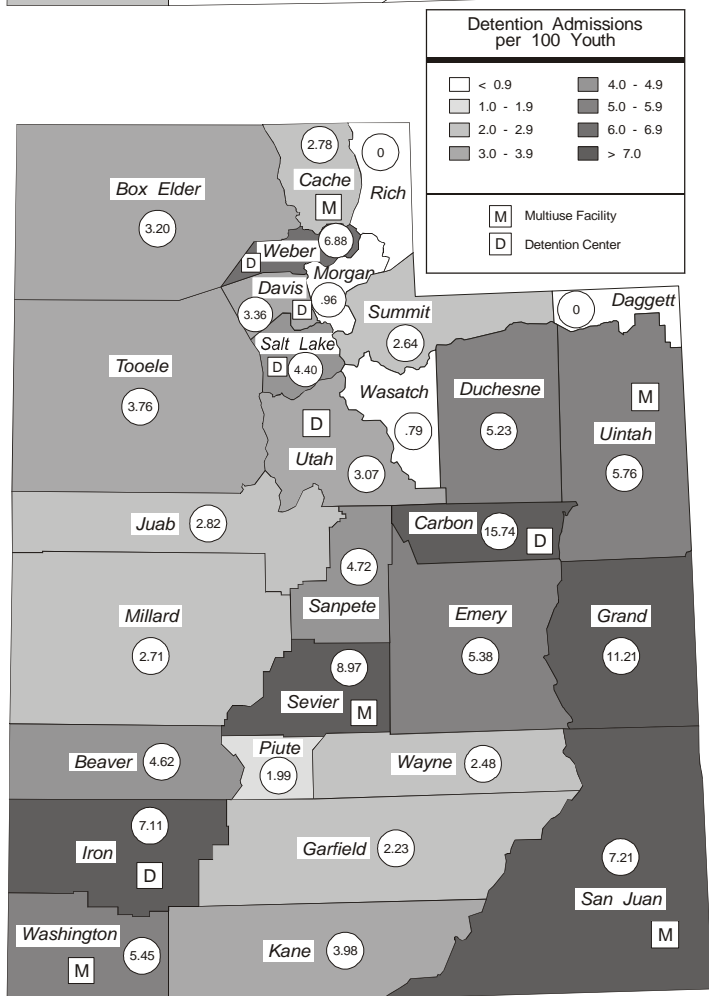 Detention Admissions
per 100 Youth
< 0.9
1.0 - 1.9
2.0 - 2.9
3.0 - 3.9
4.0 - 4.9
5.0 - 5.9
6.0 - 6.9
> 7.0
M Multiuse Facility
D Detention Center
2.78
Cache
M
0
Rich
Box Elder
3.20
Weber
6.88
D
Morgan
.96
Davis
D
3.36
Summit
2.64
0
Daggett
Salt Lake
D
4.40
Tooele
3.76
Wasatch
.79
Duchesne
5.23
M
Uintah
5.76
D
Utah
3.07
Juab
2.82
Carbon
15.74
D
4.72
Sanpete
Millard
2.71
Emery
5.38
Grand
11.21
8.97
Sevier
M
Beaver
4.62
Piute
1.99
Wayne
2.48
7.11
Iron
D
Garfield
2.23
7.21
San Juan
M
Washington
5.45
M
Kane
3.98